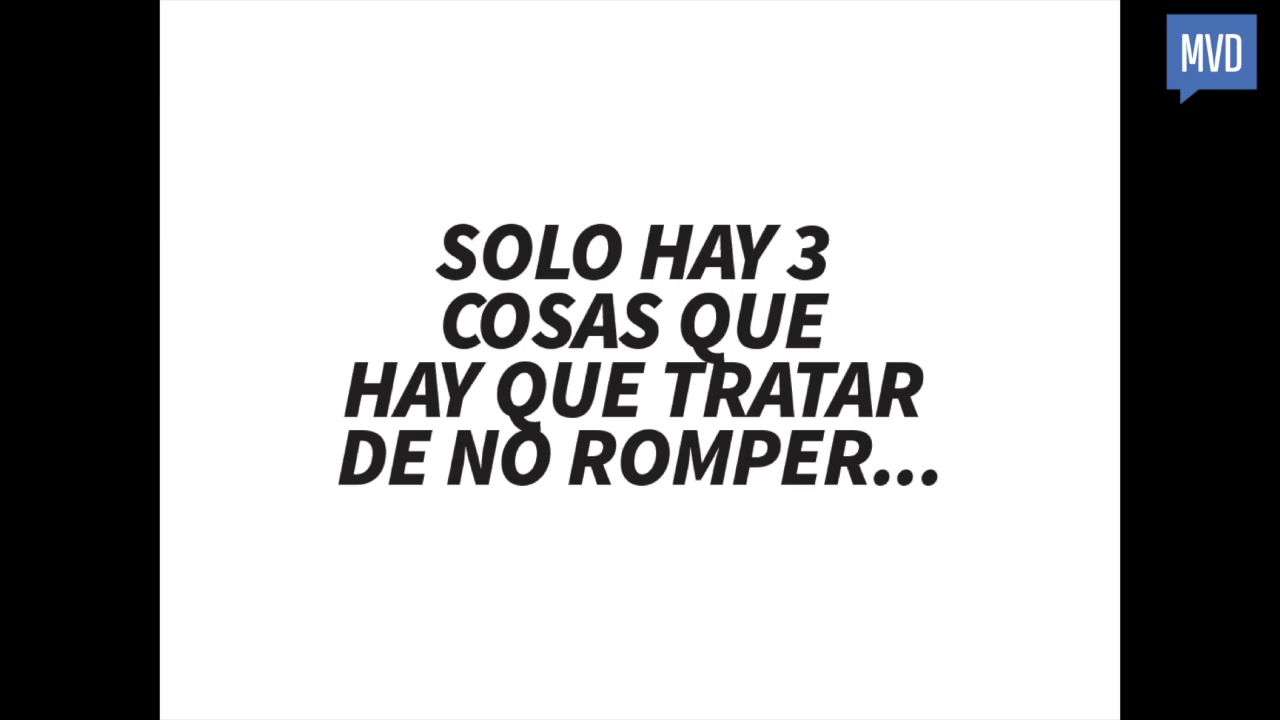 MVD
SOLO HAY 3
COSAS QUE
HAY QUE TRATAR
DE NO ROMPER...